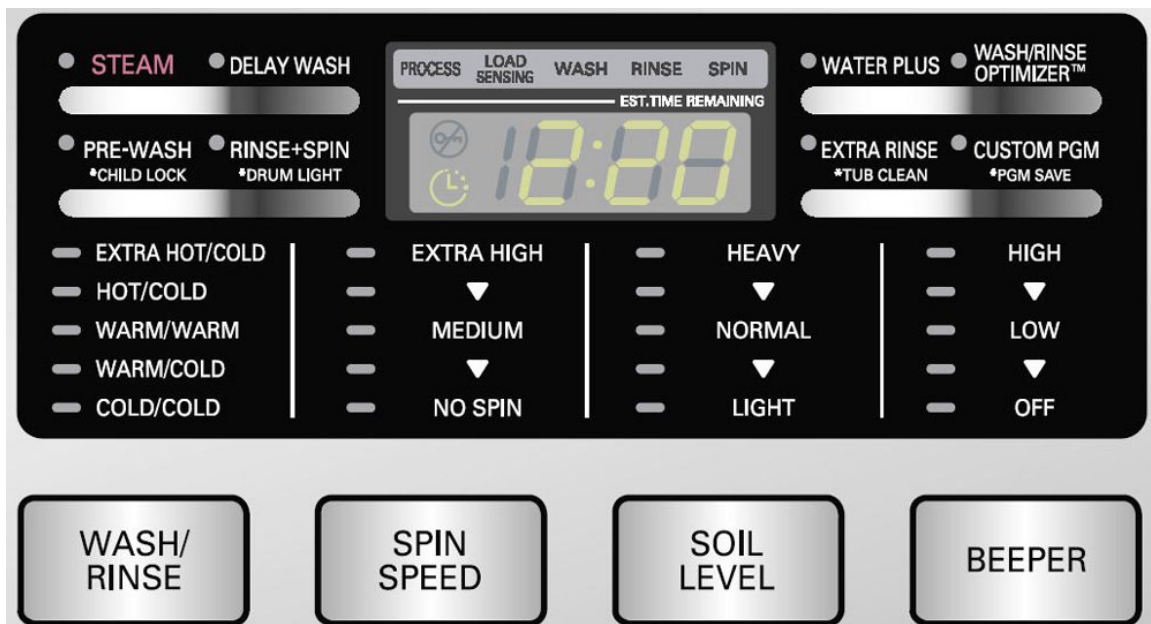 STEAM
DELAY WASH
PROCESS
LOAD
SENSING
WASH
RINSE
SPIN
WATER PLUS
WASH/RINSE
OPTIMIZER™
EST.TIME REMAINING
2:20
PRE-WASH
*CHILD LOCK
RINSE+SPIN
*DRUM LIGHT
EXTRA RINSE
*TUB CLEAN
CUSTOM PGM
*PGM SAVE
EXTRA HOT/COLD
HOT/COLD
WARM/WARM
WARM/COLD
COLD/COLD
EXTRA HIGH
MEDIUM
NO SPIN
HEAVY
NORMAL
LIGHT
HIGH
LOW
OFF
WASH/
RINSE
SPIN
SPEED
SOIL
LEVEL
BEEPER